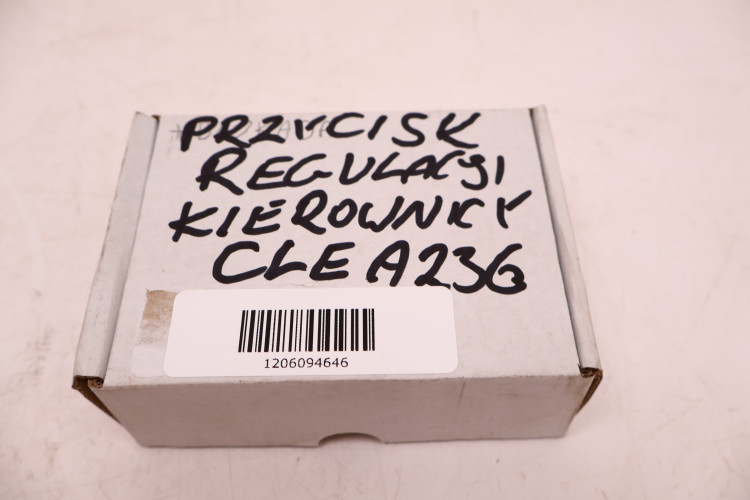 PRZYCISK
REGULACJI
KIEROWNICY
CLE A236
1206094646